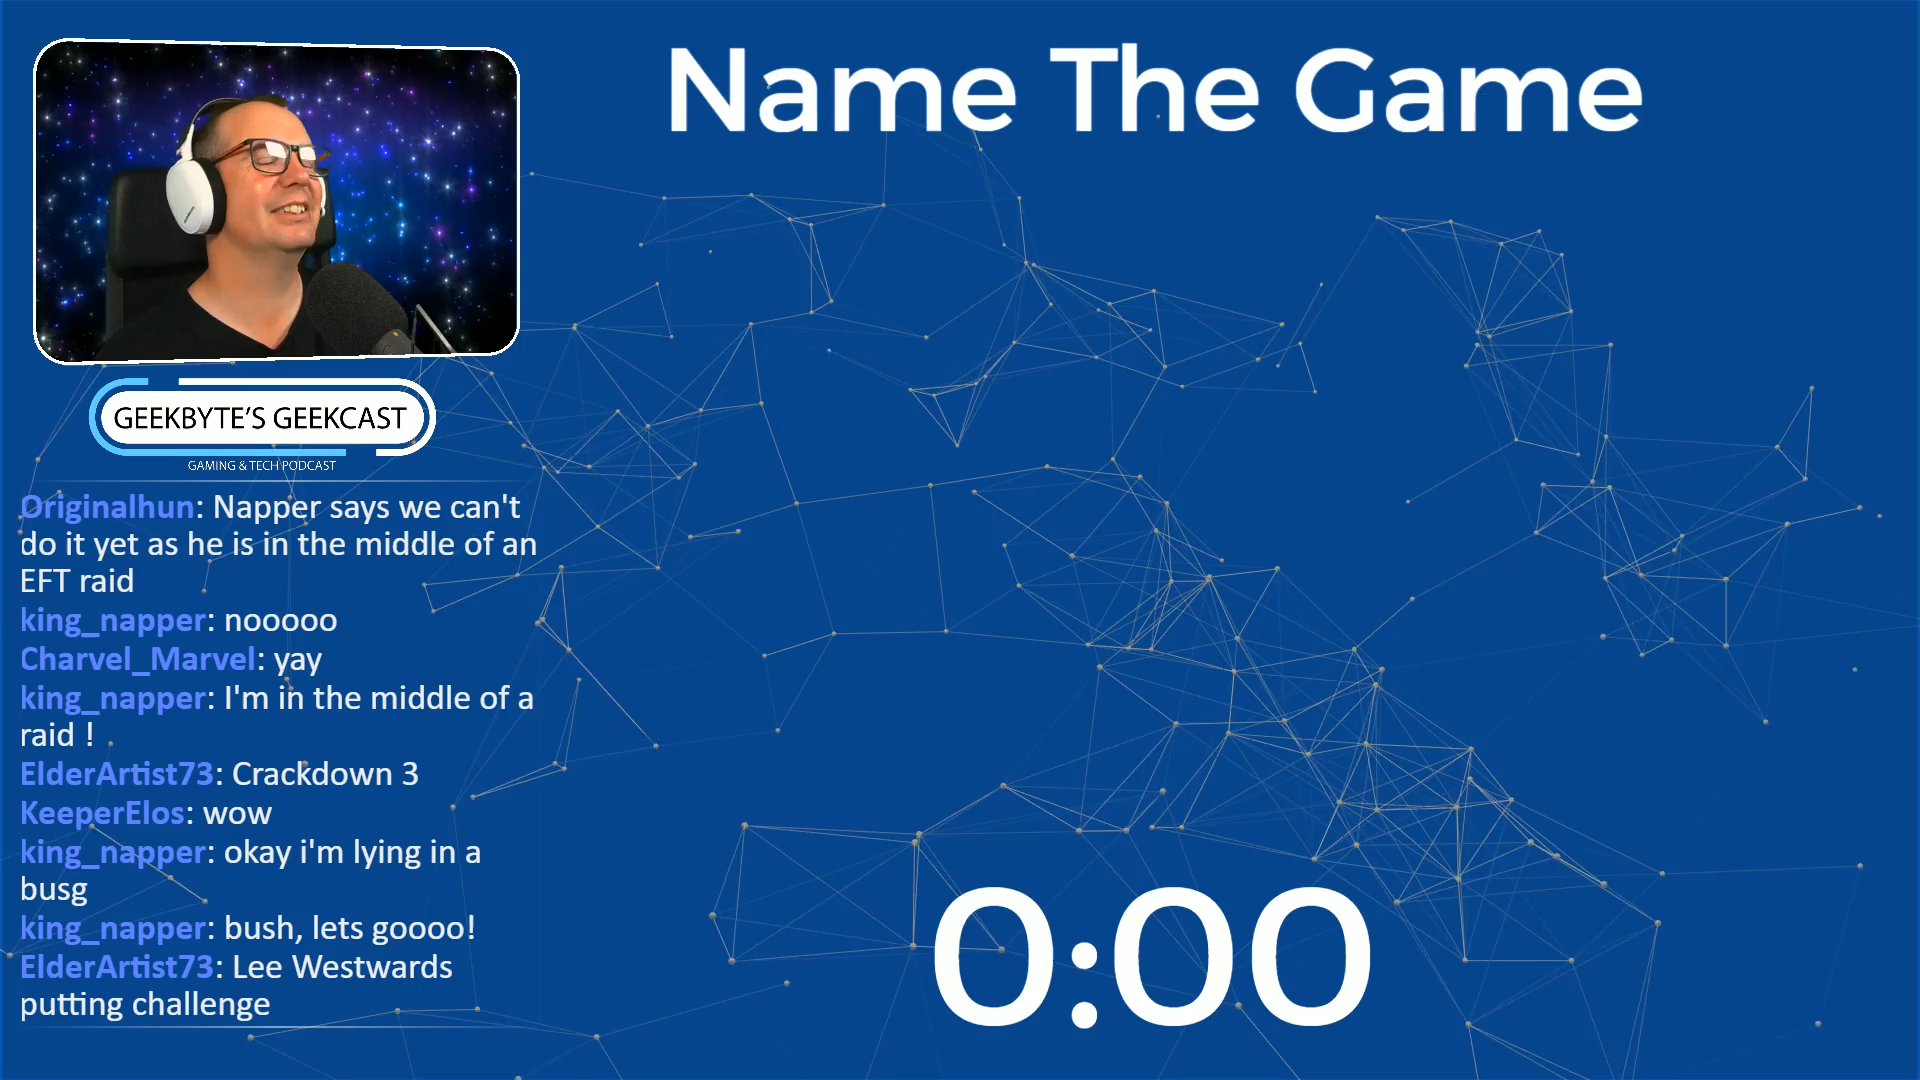 Name The Game
GEEKBYTE'S GEEKCAST
GAMING & TECH PODCAST
Originalhun: Napper says we can't
do it yet as he is in the middle of an
EFT raid
king_napper: nooooo
Charvel_Marvel: yay
king_napper: I'm in the middle of a
raid !
ElderArtist73: Crackdown 3
KeeperElos: wow
king_napper: okay i'm lying in a
busg
king_napper: bush, lets goooo!
ElderArtist73: Lee Westwards
putting challenge
0:00